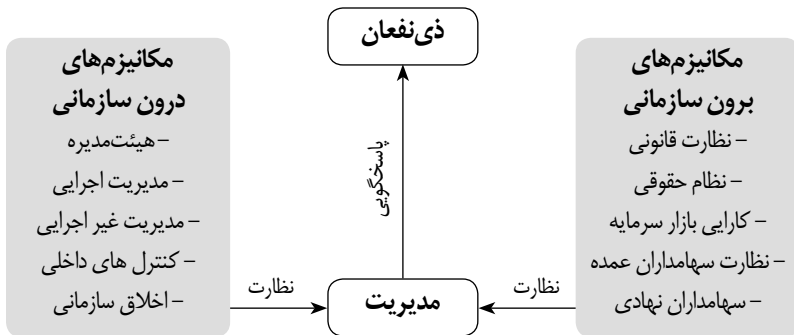 ذی‌نفعان
مکانیزم‌های
برون سازمانی
– نظارت قانونی
– نظام حقوقی
– کارایی بازار سرمایه
– نظارت سهامداران عمده
– سهامداران نهادی
مکانیزم‌های
درون سازمانی
– هیئت‌مدیره
– مدیریت اجرایی
– مدیریت غیر اجرایی
– کنترل های داخلی
– اخلاق سازمانی
پاسخگویی
نظارت
مدیریت
نظارت